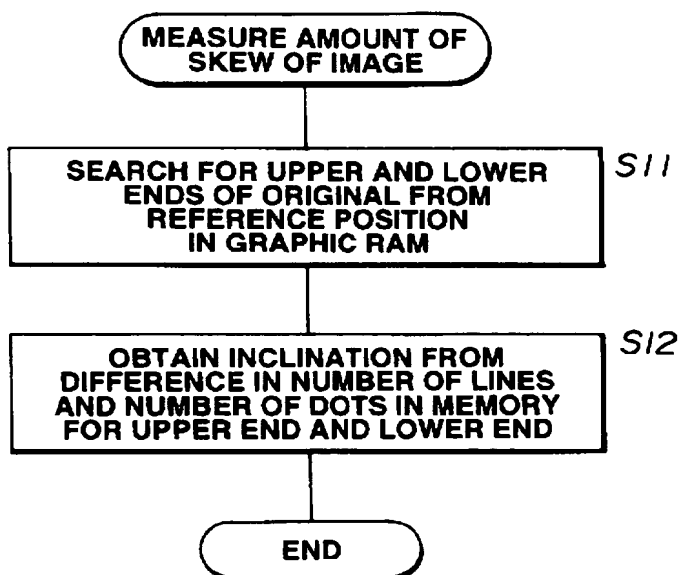 MEASURE AMOUNT OF
SKEW OF IMAGE
SEARCH FOR UPPER AND LOWER
ENDS OF ORIGINAL FROM
REFERENCE POSITION
IN GRAPHIC RAM
S11
OBTAIN INCLINATION FROM
DIFFERENCE IN NUMBER OF LINES
AND NUMBER OF DOTS IN MEMORY
FOR UPPER END AND LOWER END
S12
END